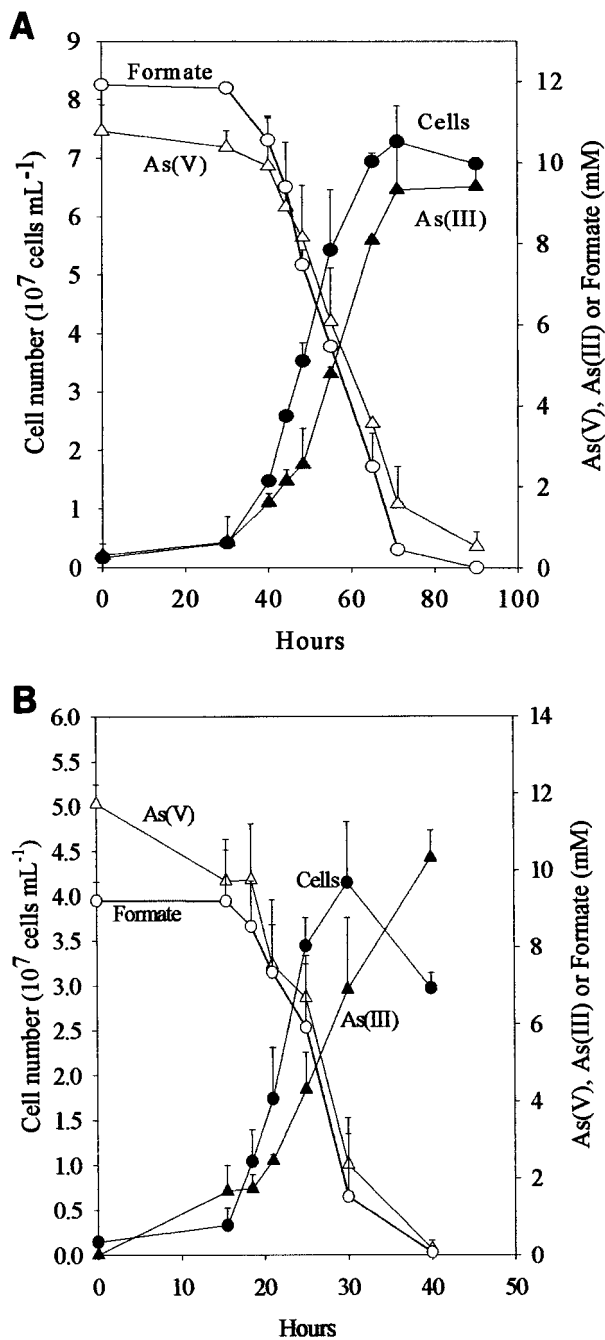 A
9
8
7
6
5
4
3
2
1
0
Cell number (10⁷ cells mL⁻¹)
Formate
As(V)
Cells
As(III)
12
10
8
6
4
2
0
As(V), As(III) or Formate (mM)
0 20 40 60 80 100
Hours
B
6.0
5.5
5.0
4.5
4.0
3.5
3.0
2.5
2.0
1.5
1.0
0.5
0.0
Cell number (10⁷ cells mL⁻¹)
As(V)
Formate
Cells
As(III)
14
12
10
8
6
4
2
0
As(V), As(III) or Formate (mM)
0 10 20 30 40 50
Hours